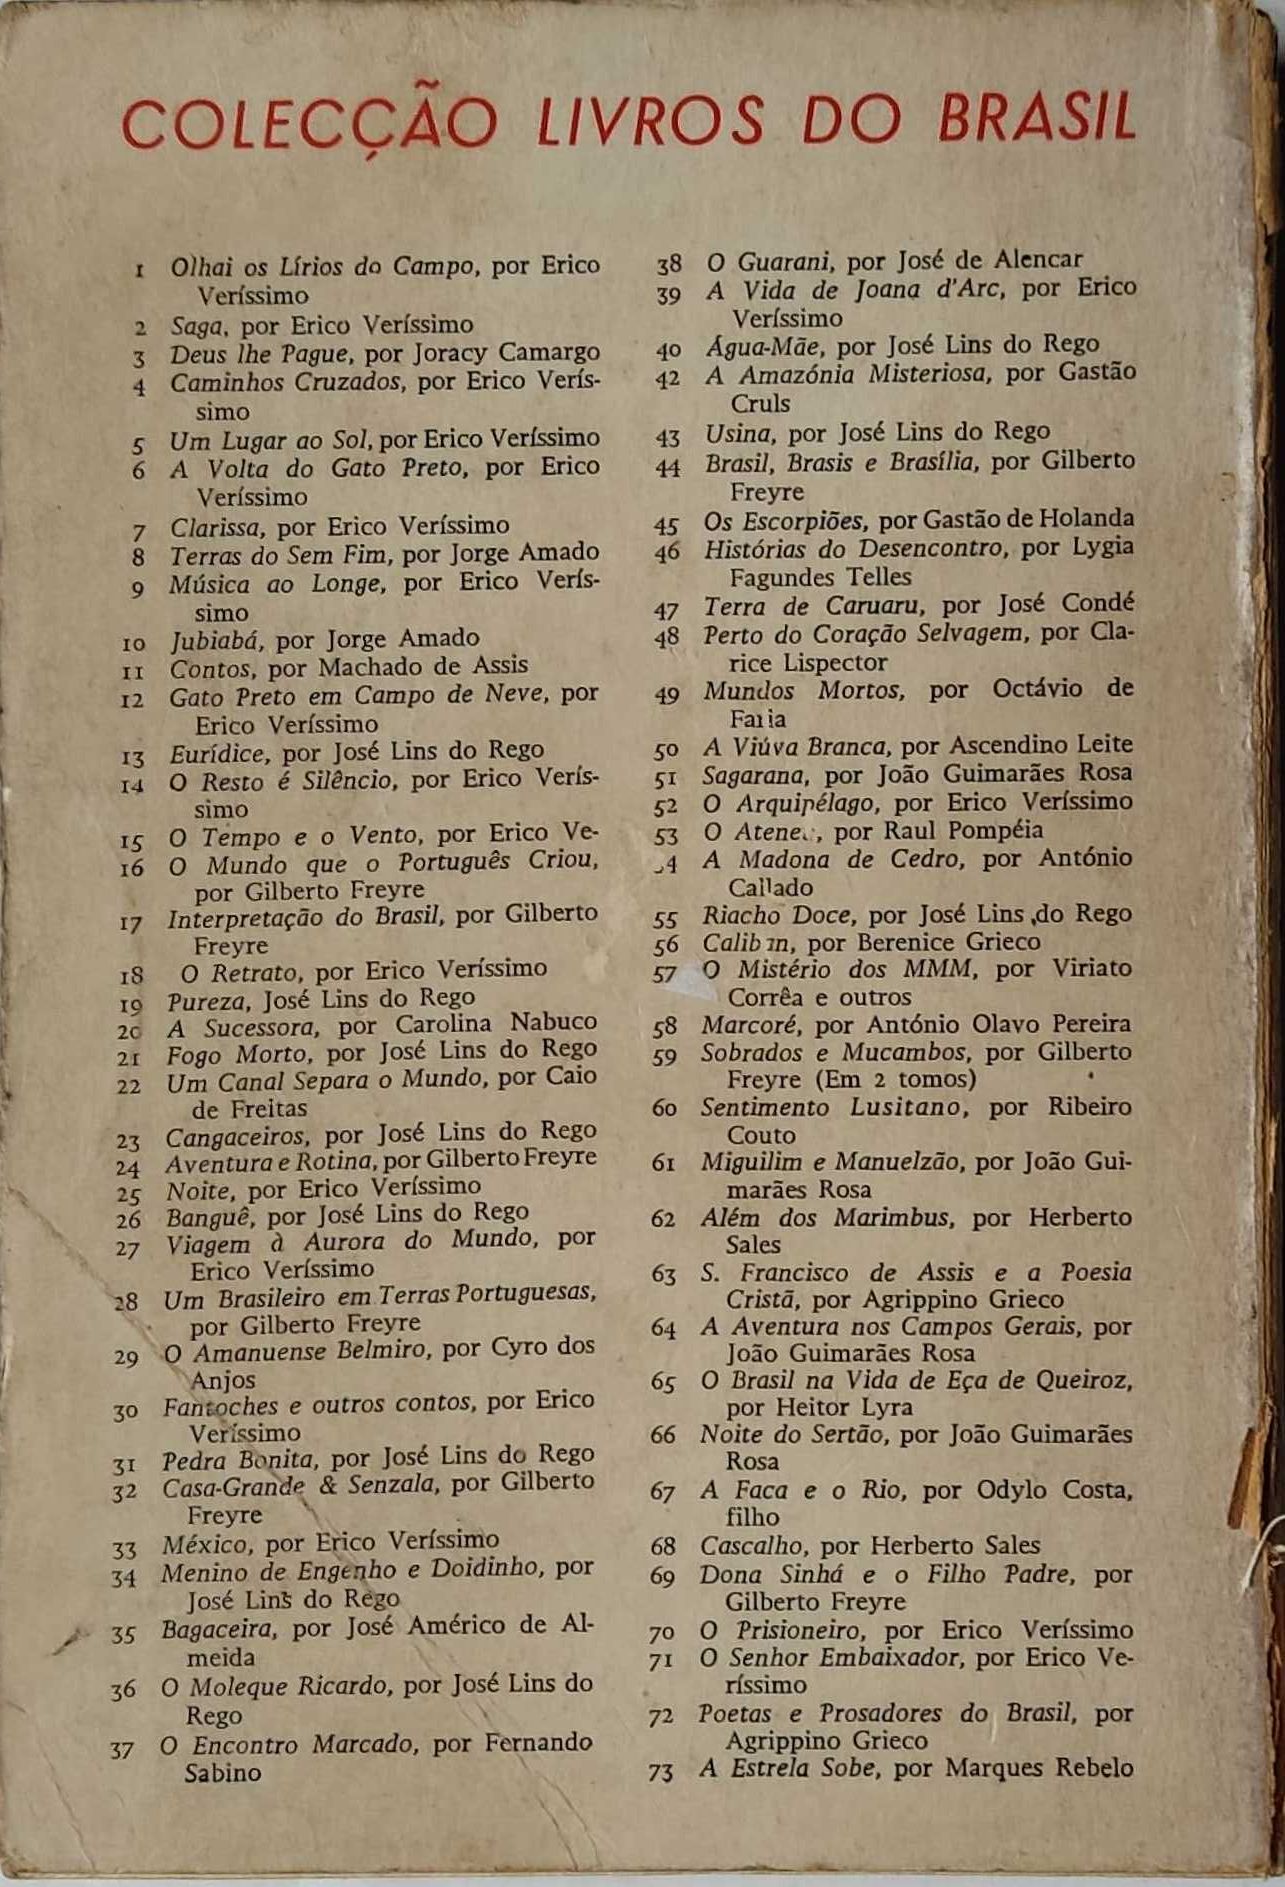 COLECÇÃO LIVROS DO BRASIL
1 Olhai os Lírios do Campo, por Erico
Veríssimo
2 Saga, por Erico Veríssimo
3 Deus lhe Pague, por Joracy Camargo
4 Caminhos Cruzados, por Erico Verís-
simo
5 Um Lugar ao Sol, por Erico Veríssimo
6 A Volta do Gato Preto, por Erico
Veríssimo
7 Clarissa, por Erico Veríssimo
8 Terras do Sem Fim, por Jorge Amado
9 Música ao Longe, por Erico Verís-
simo
10 Jubiabá, por Jorge Amado
11 Contos, por Machado de Assis
12 Gato Preto em Campo de Neve, por
Erico Veríssimo
13 Eurídice, por José Lins do Rego
14 O Resto é Silêncio, por Erico Verís-
simo
15 O Tempo e o Vento, por Erico Ve-
16 O Mundo que o Português Criou,
por Gilberto Freyre
17 Interpretação do Brasil, por Gilberto
Freyre
18 O Retrato, por Erico Veríssimo
19 Pureza, José Lins do Rego
20 A Sucessora, por Carolina Nabuco
21 Fogo Morto, por José Lins do Rego
22 Um Canal Separa o Mundo, por Caio
de Freitas
23 Cangaceiros, por José Lins do Rego
24 Aventura e Rotina, por Gilberto Freyre
25 Noite, por Erico Veríssimo
26 Banguê, por José Lins do Rego
27 Viagem à Aurora do Mundo, por
Erico Veríssimo
28 Um Brasileiro em Terras Portuguesas,
por Gilberto Freyre
29 O Amanuense Belmiro, por Cyro dos
Anjos
30 Fantoches e outros contos, por Erico
Veríssimo
31 Pedra Bonita, por José Lins do Rego
32 Casa-Grande & Senzala, por Gilberto
Freyre
33 México, por Erico Veríssimo
34 Menino de Engenho e Doidinho, por
José Lins do Rego
35 Bagaceira, por José Américo de Al-
meida
36 O Moleque Ricardo, por José Lins do
Rego
37 O Encontro Marcado, por Fernando
Sabino
38 O Guarani, por José de Alencar
39 A Vida de Joana d'Arc, por Erico
Veríssimo
40 Água-Mãe, por José Lins do Rego
42 A Amazónia Misteriosa, por Gastão
Cruls
43 Usina, por José Lins do Rego
44 Brasil, Brasis e Brasília, por Gilberto
Freyre
45 Os Escorpiões, por Gastão de Holanda
46 Histórias do Desencontro, por Lygia
Fagundes Telles
47 Terra de Caruaru, por José Condé
48 Perto do Coração Selvagem, por Cla-
rice Lispector
49 Mundos Mortos, por Octávio de
Faria
50 A Viúva Branca, por Ascendino Leite
51 Sagarana, por João Guimarães Rosa
52 O Arquipélago, por Erico Veríssimo
53 O Ateneu, por Raul Pompéia
54 A Madona de Cedro, por António
Callado
55 Riacho Doce, por José Lins do Rego
56 Caliban, por Berenice Grieco
57 O Mistério dos MMM, por Viriato
Corrêa e outros
58 Marcoré, por António Olavo Pereira
59 Sobrados e Mucambos, por Gilberto
Freyre (Em 2 tomos)
60 Sentimento Lusitano, por Ribeiro
Couto
61 Miguilim e Manuelzão, por João Gui-
marães Rosa
62 Além dos Marimbus, por Herberto
Sales
63 S. Francisco de Assis e a Poesia
Cristã, por Agrippino Grieco
64 A Aventura nos Campos Gerais, por
João Guimarães Rosa
65 O Brasil na Vida de Eça de Queiroz,
por Heitor Lyra
66 Noite do Sertão, por João Guimarães
Rosa
67 A Faca e o Rio, por Odylo Costa,
filho
68 Cascalho, por Herberto Sales
69 Dona Sinhá e o Filho Padre, por
Gilberto Freyre
70 O Prisioneiro, por Erico Veríssimo
71 O Senhor Embaixador, por Erico Ve-
ríssimo
72 Poetas e Prosadores do Brasil, por
Agrippino Grieco
73 A Estrela Sobe, por Marques Rebelo